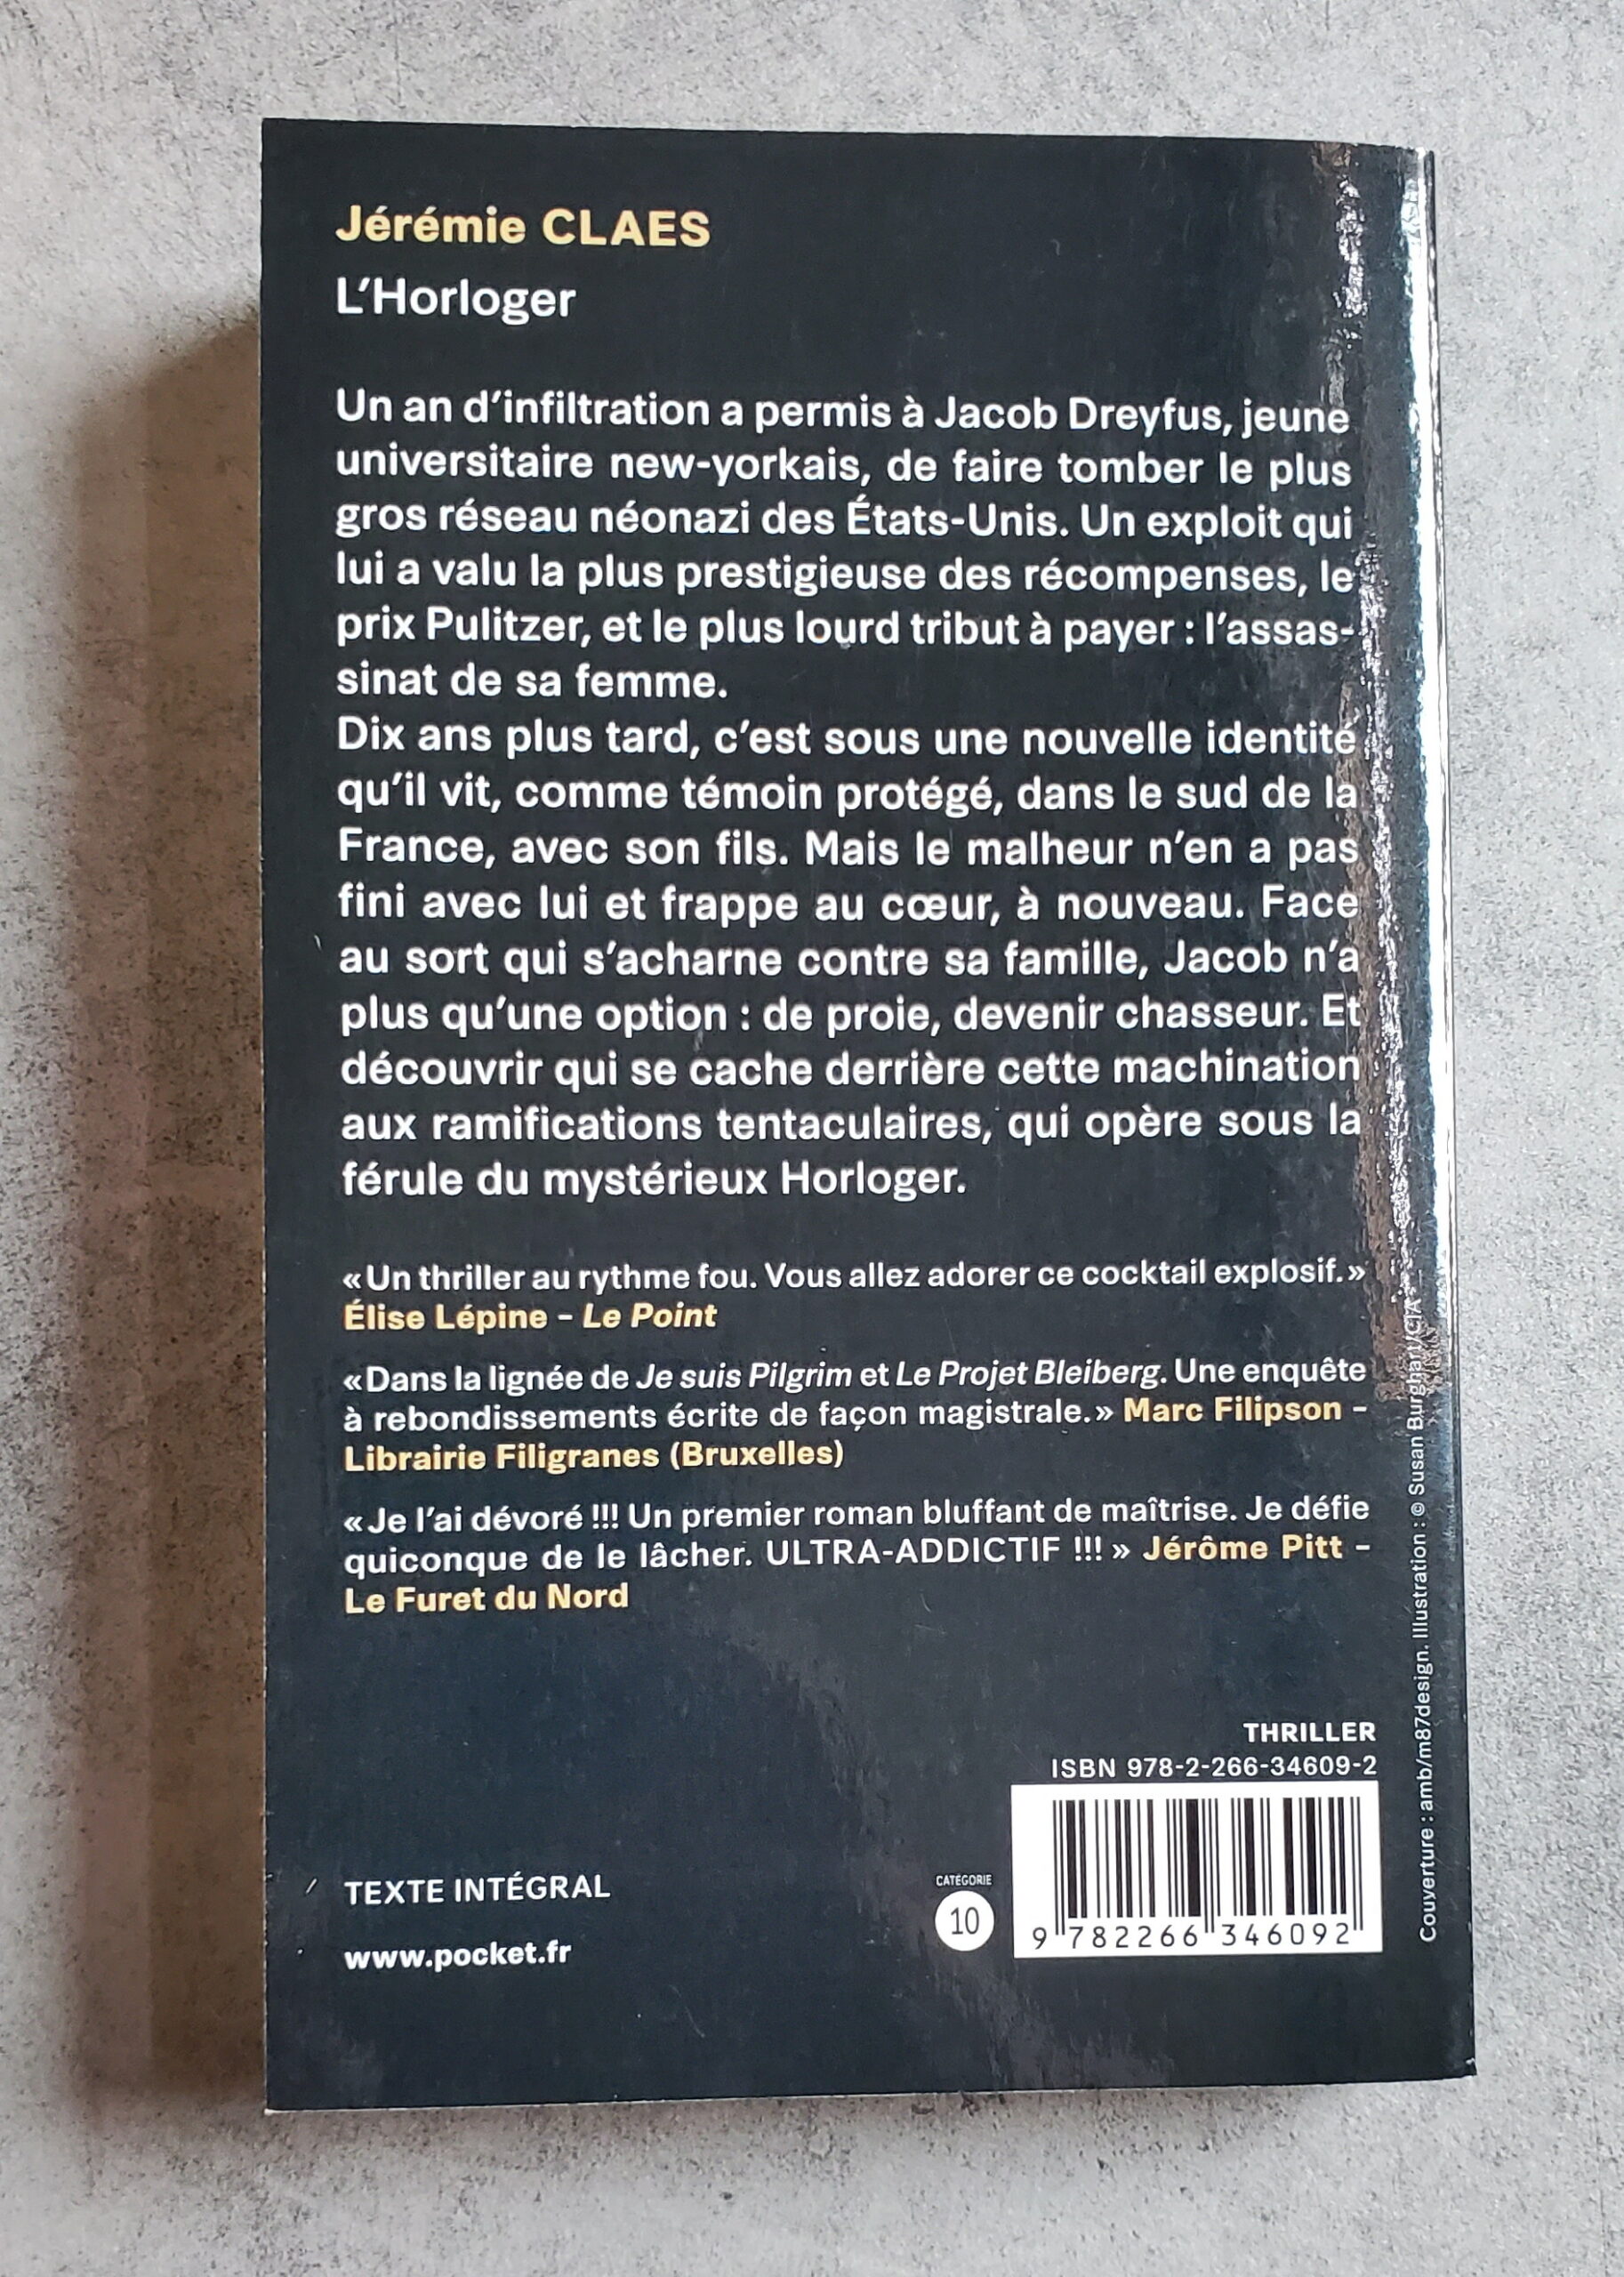 Jérémie CLAES
L'Horloger
Un an d'infiltration a permis à Jacob Dreyfus, jeune
universitaire new-yorkais, de faire tomber le plus
gros réseau néonazi des États-Unis. Un exploit qui
lui a valu la plus prestigieuse des récompenses, le
prix Pulitzer, et le plus lourd tribut à payer : l'assas-
sinat de sa femme.
Dix ans plus tard, c'est sous une nouvelle identité
qu'il vit, comme témoin protégé, dans le sud de la
France, avec son fils. Mais le malheur n'en a pas
fini avec lui et frappe au cœur, à nouveau. Face
au sort qui s'acharne contre sa famille, Jacob n'a
plus qu'une option : de proie, devenir chasseur. Et
découvrir qui se cache derrière cette machination
aux ramifications tentaculaires, qui opère sous la
férule du mystérieux Horloger.
« Un thriller au rythme fou. Vous allez adorer ce cocktail explosif. »
Élise Lépine – Le Point
« Dans la lignée de Je suis Pilgrim et Le Projet Bleiberg. Une enquête
à rebondissements écrite de façon magistrale. » Marc Filipson –
Librairie Filigranes (Bruxelles)
« Je l'ai dévoré !!! Un premier roman bluffant de maîtrise. Je défie
quiconque de le lâcher. ULTRA-ADDICTIF !!! » Jérôme Pitt –
Le Furet du Nord
THRILLER
ISBN 978-2-266-34609-2
9 782266 346092
CATÉGORIE
10
TEXTE INTÉGRAL
www.pocket.fr
Couverture : amb/m87design. Illustration : © Susan Burghart/CIA